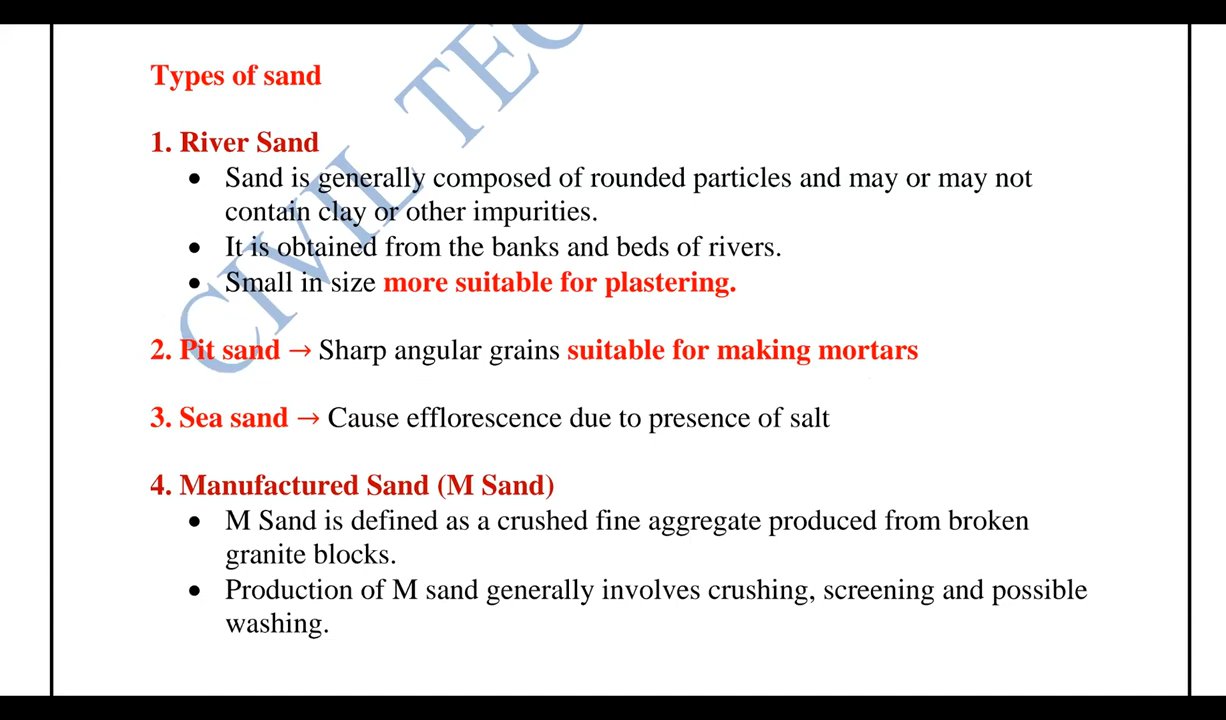 Types of sand
1. River Sand
• Sand is generally composed of rounded particles and may or may not
contain clay or other impurities.
• It is obtained from the banks and beds of rivers.
• Small in size more suitable for plastering.
2. Pit sand → Sharp angular grains suitable for making mortars
3. Sea sand → Cause efflorescence due to presence of salt
4. Manufactured Sand (M Sand)
• M Sand is defined as a crushed fine aggregate produced from broken
granite blocks.
• Production of M sand generally involves crushing, screening and possible
washing.
CIVIL TEC